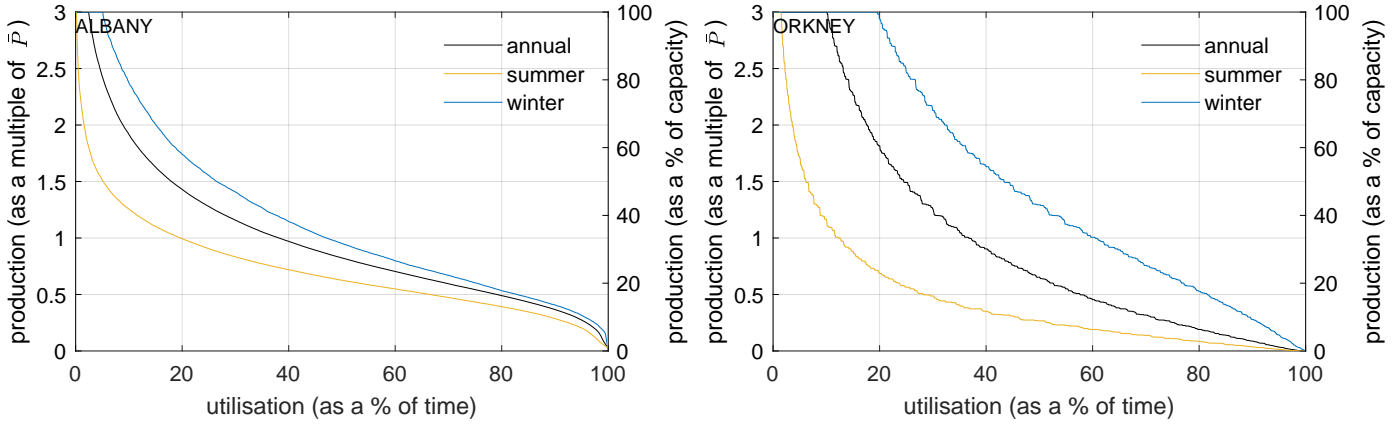 ALBANY
annual
summer
winter
production (as a multiple of P̄)
3
2.5
2
1.5
1
0.5
0
100
80
60
40
20
0
production (as a % of capacity)
0 20 40 60 80 100
utilisation (as a % of time)
ORKNEY
annual
summer
winter
production (as a multiple of P̄)
3
2.5
2
1.5
1
0.5
0
100
80
60
40
20
0
production (as a % of capacity)
0 20 40 60 80 100
utilisation (as a % of time)